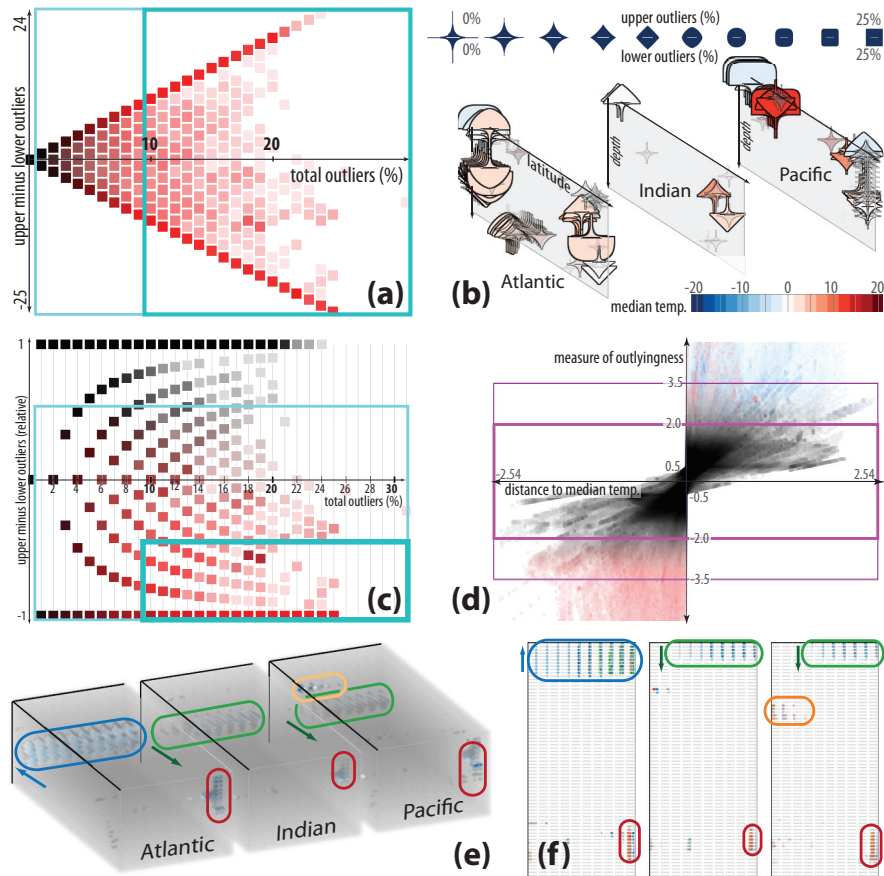 24
upper minus lower outliers
-25
10
20
total outliers (%)
(a)
0%
0%
upper outliers (%)
lower outliers (%)
25%
25%
depth
latitude
Atlantic
depth
Indian
depth
Pacific
(b)
median temp.
-20
-10
0
10
20
1
upper minus lower outliers (relative)
-1
2
4
6
8
10
12
14
16
18
20
22
24
26
28
30
total outliers (%)
(c)
measure of outlyingness
3.5
2.0
0.5
-2.54
2.54
distance to median temp.
-0.5
-2.0
-3.5
(d)
Atlantic
Indian
Pacific
(e)
(f)